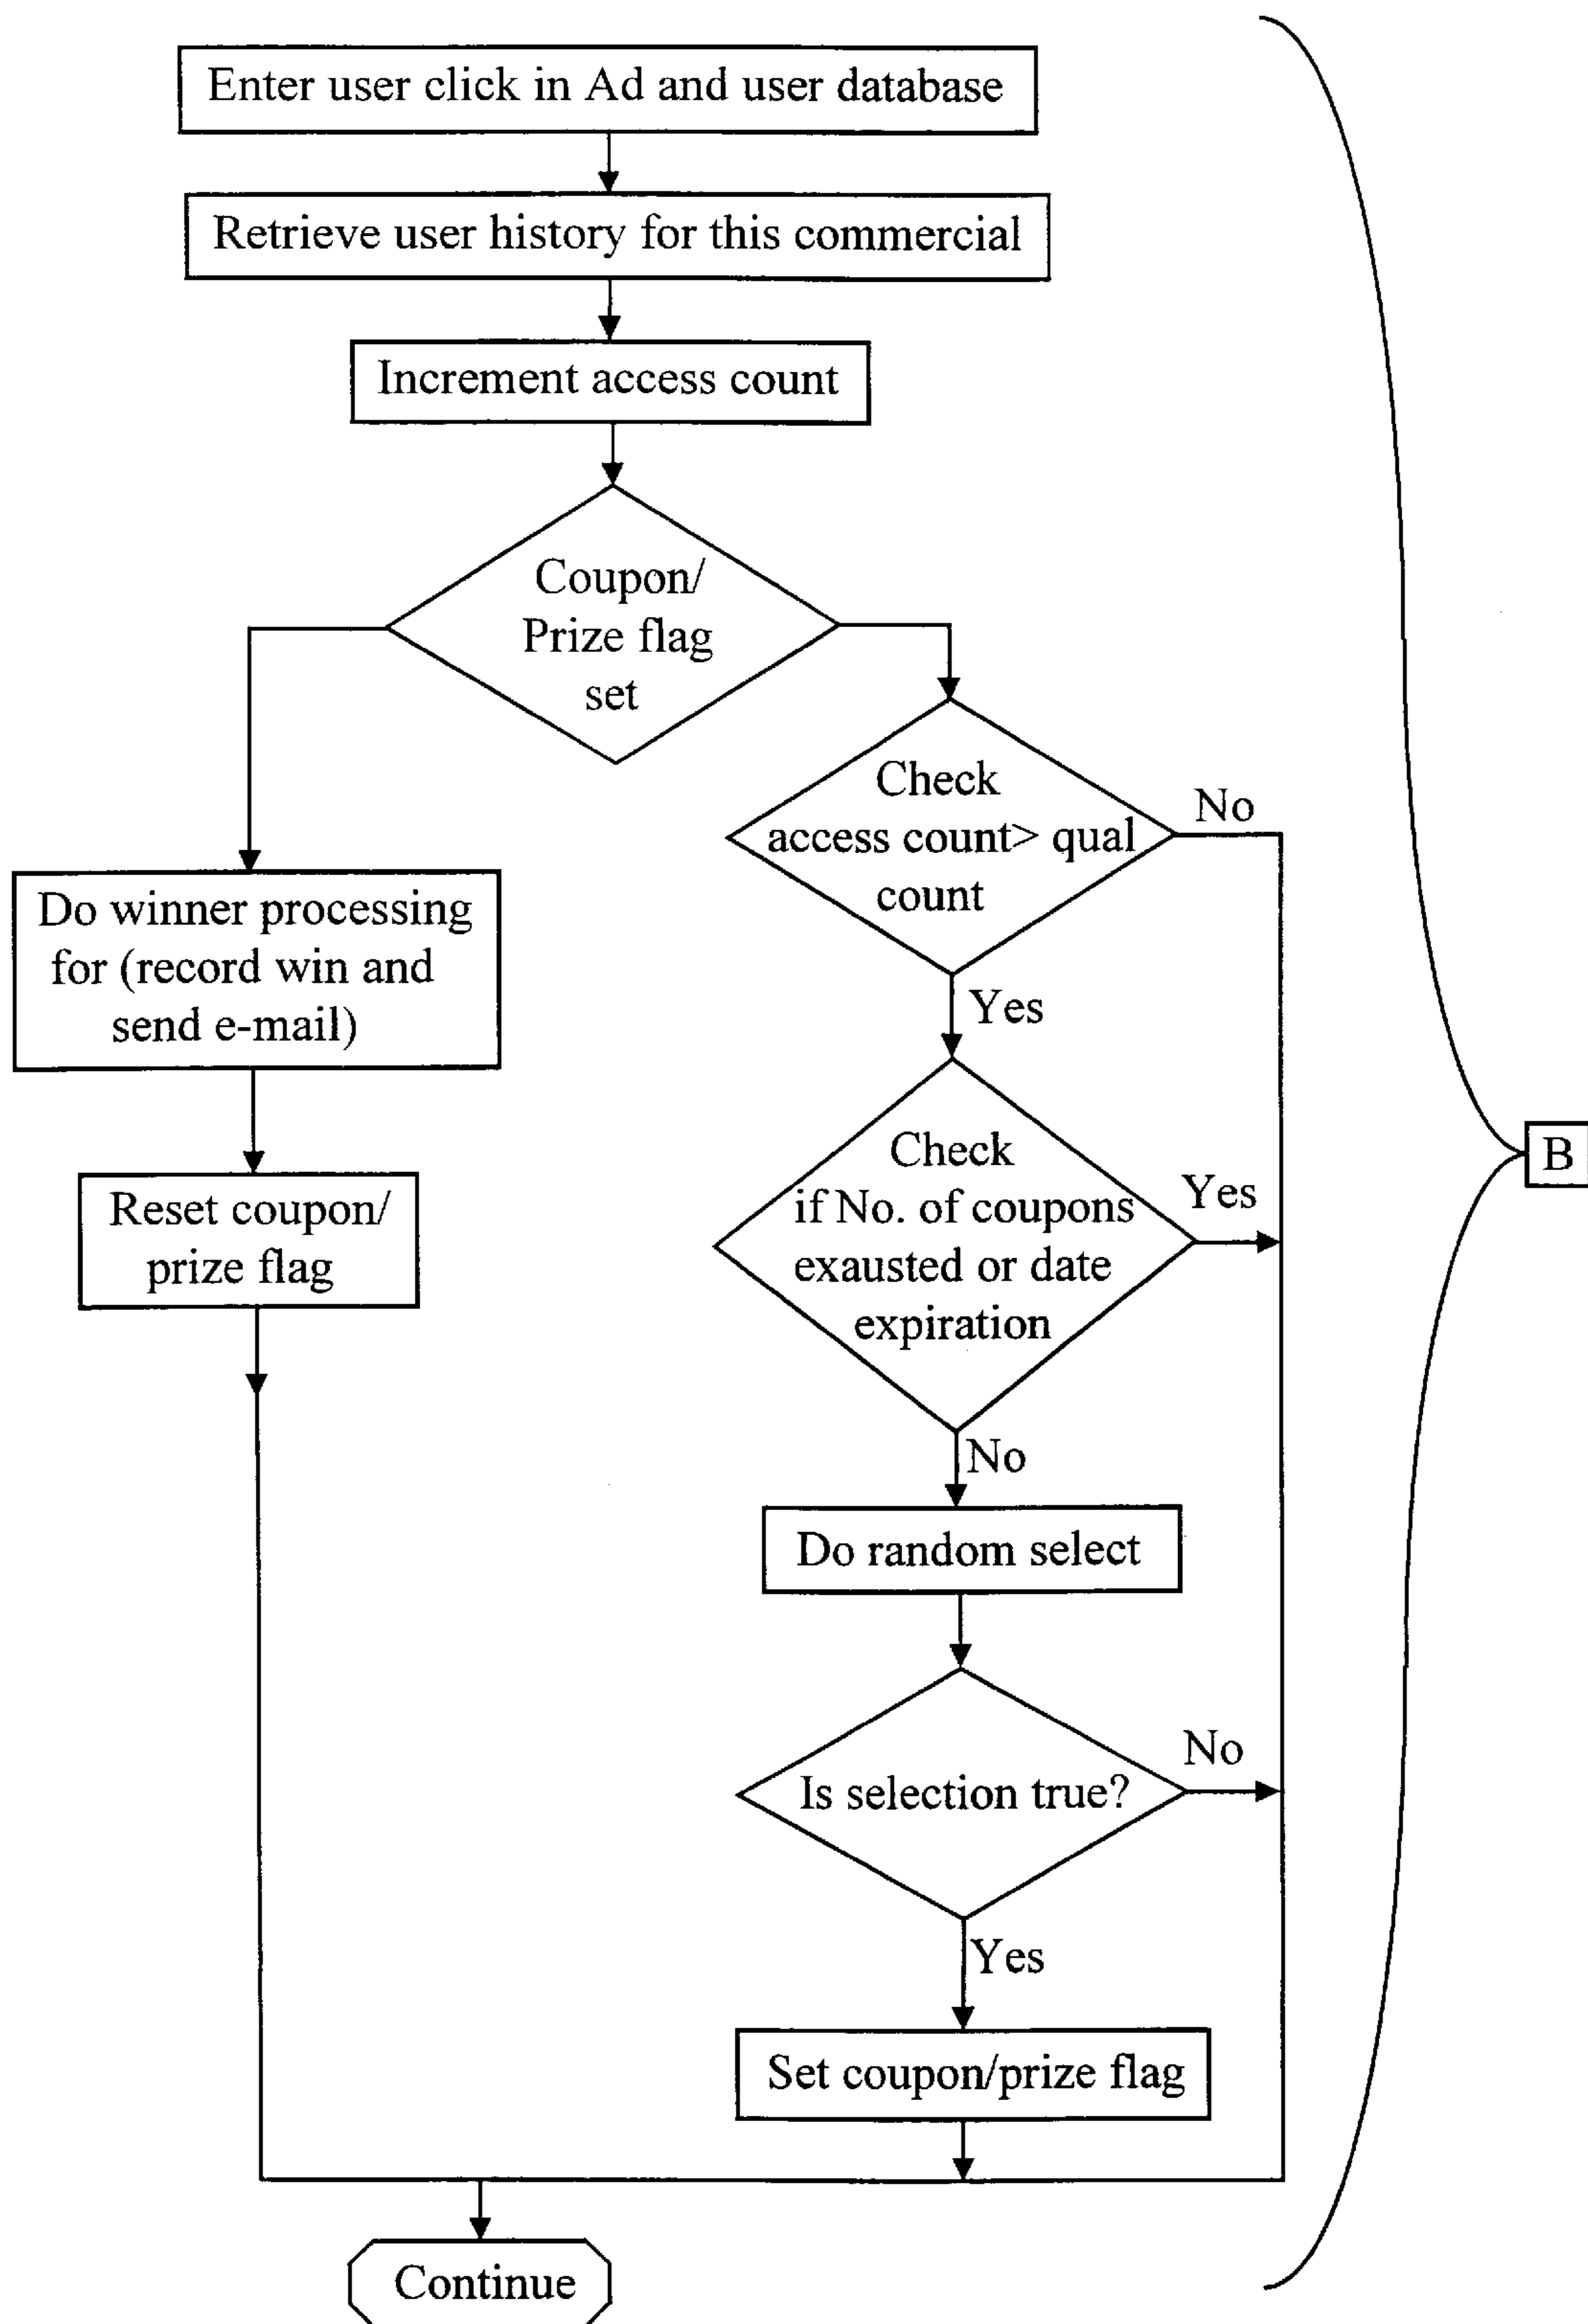 Enter user click in Ad and user database
Retrieve user history for this commercial
Increment access count
Coupon/
Prize flag
set
Check
access count> qual
count
No
Yes
Do winner processing
for (record win and
send e-mail)
Reset coupon/
prize flag
Check
if No. of coupons
exausted or date
expiration
Yes
B
No
Do random select
Is selection true?
No
Yes
Set coupon/prize flag
Continue